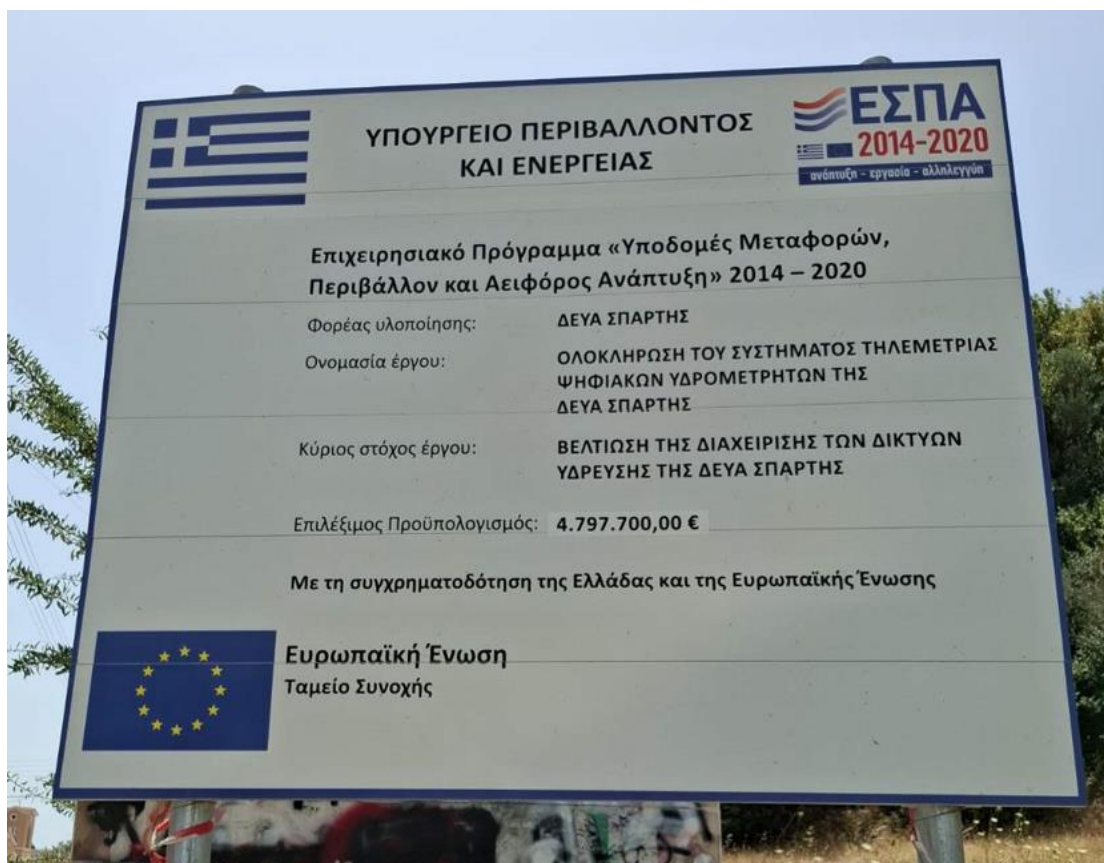 ΥΠΟΥΡΓΕΙΟ ΠΕΡΙΒΑΛΛΟΝΤΟΣ
ΚΑΙ ΕΝΕΡΓΕΙΑΣ
ΕΣΠΑ
2014-2020
ανάπτυξη - εργασία - αλληλεγγύη
Επιχειρησιακό Πρόγραμμα «Υποδομές Μεταφορών,
Περιβάλλον και Αειφόρος Ανάπτυξη» 2014 – 2020
Φορέας υλοποίησης: ΔΕΥΑ ΣΠΑΡΤΗΣ
Ονομασία έργου: ΟΛΟΚΛΗΡΩΣΗ ΤΟΥ ΣΥΣΤΗΜΑΤΟΣ ΤΗΛΕΜΕΤΡΙΑΣ
ΨΗΦΙΑΚΩΝ ΥΔΡΟΜΕΤΡΗΤΩΝ ΤΗΣ
ΔΕΥΑ ΣΠΑΡΤΗΣ
Κύριος στόχος έργου: ΒΕΛΤΙΩΣΗ ΤΗΣ ΔΙΑΧΕΙΡΙΣΗΣ ΤΩΝ ΔΙΚΤΥΩΝ
ΥΔΡΕΥΣΗΣ ΤΗΣ ΔΕΥΑ ΣΠΑΡΤΗΣ
Επιλέξιμος Προϋπολογισμός: 4.797.700,00 €
Με τη συγχρηματοδότηση της Ελλάδας και της Ευρωπαϊκής Ένωσης
Ευρωπαϊκή Ένωση
Ταμείο Συνοχής